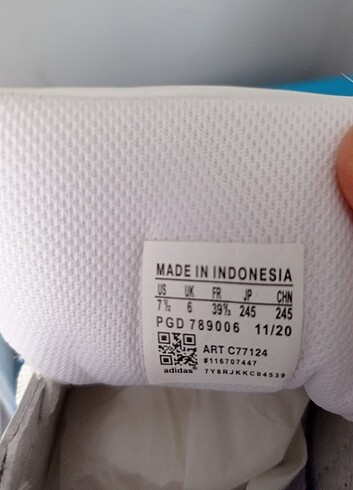 MADE IN INDONESIA
US UK FR JP CHN
7½ 6 39⅓ 245 245
PGD 789006 11/20
ART C77124
#116707447
adidas 7Y8RJKKC04539